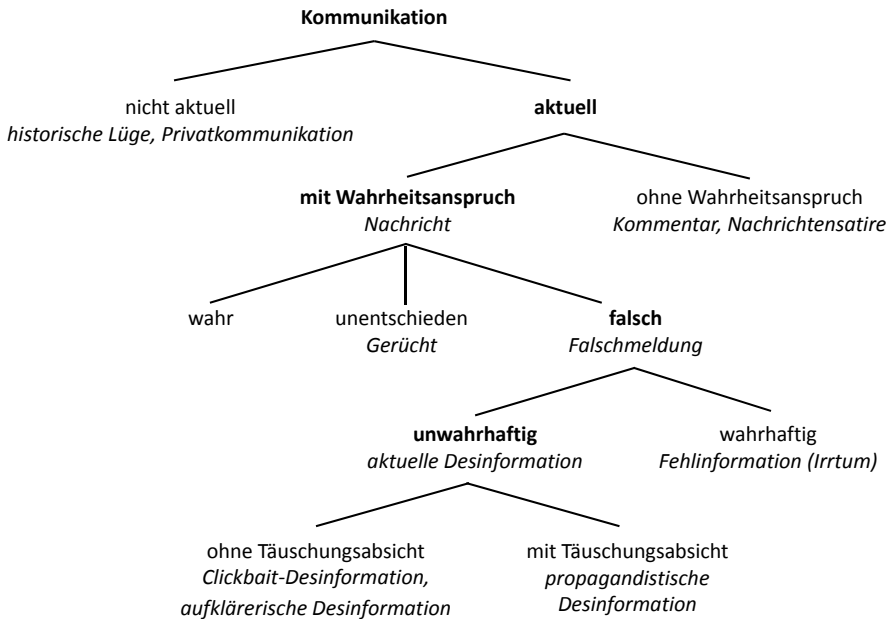 Kommunikation
nicht aktuell
historische Lüge, Privatkommunikation
aktuell
mit Wahrheitsanspruch
Nachricht
ohne Wahrheitsanspruch
Kommentar, Nachrichtensatire
wahr
unentschieden
Gerücht
falsch
Falschmeldung
unwahrhaftig
aktuelle Desinformation
wahrhaftig
Fehlinformation (Irrtum)
ohne Täuschungsabsicht
Clickbait-Desinformation,
aufklärerische Desinformation
mit Täuschungsabsicht
propagandistische
Desinformation